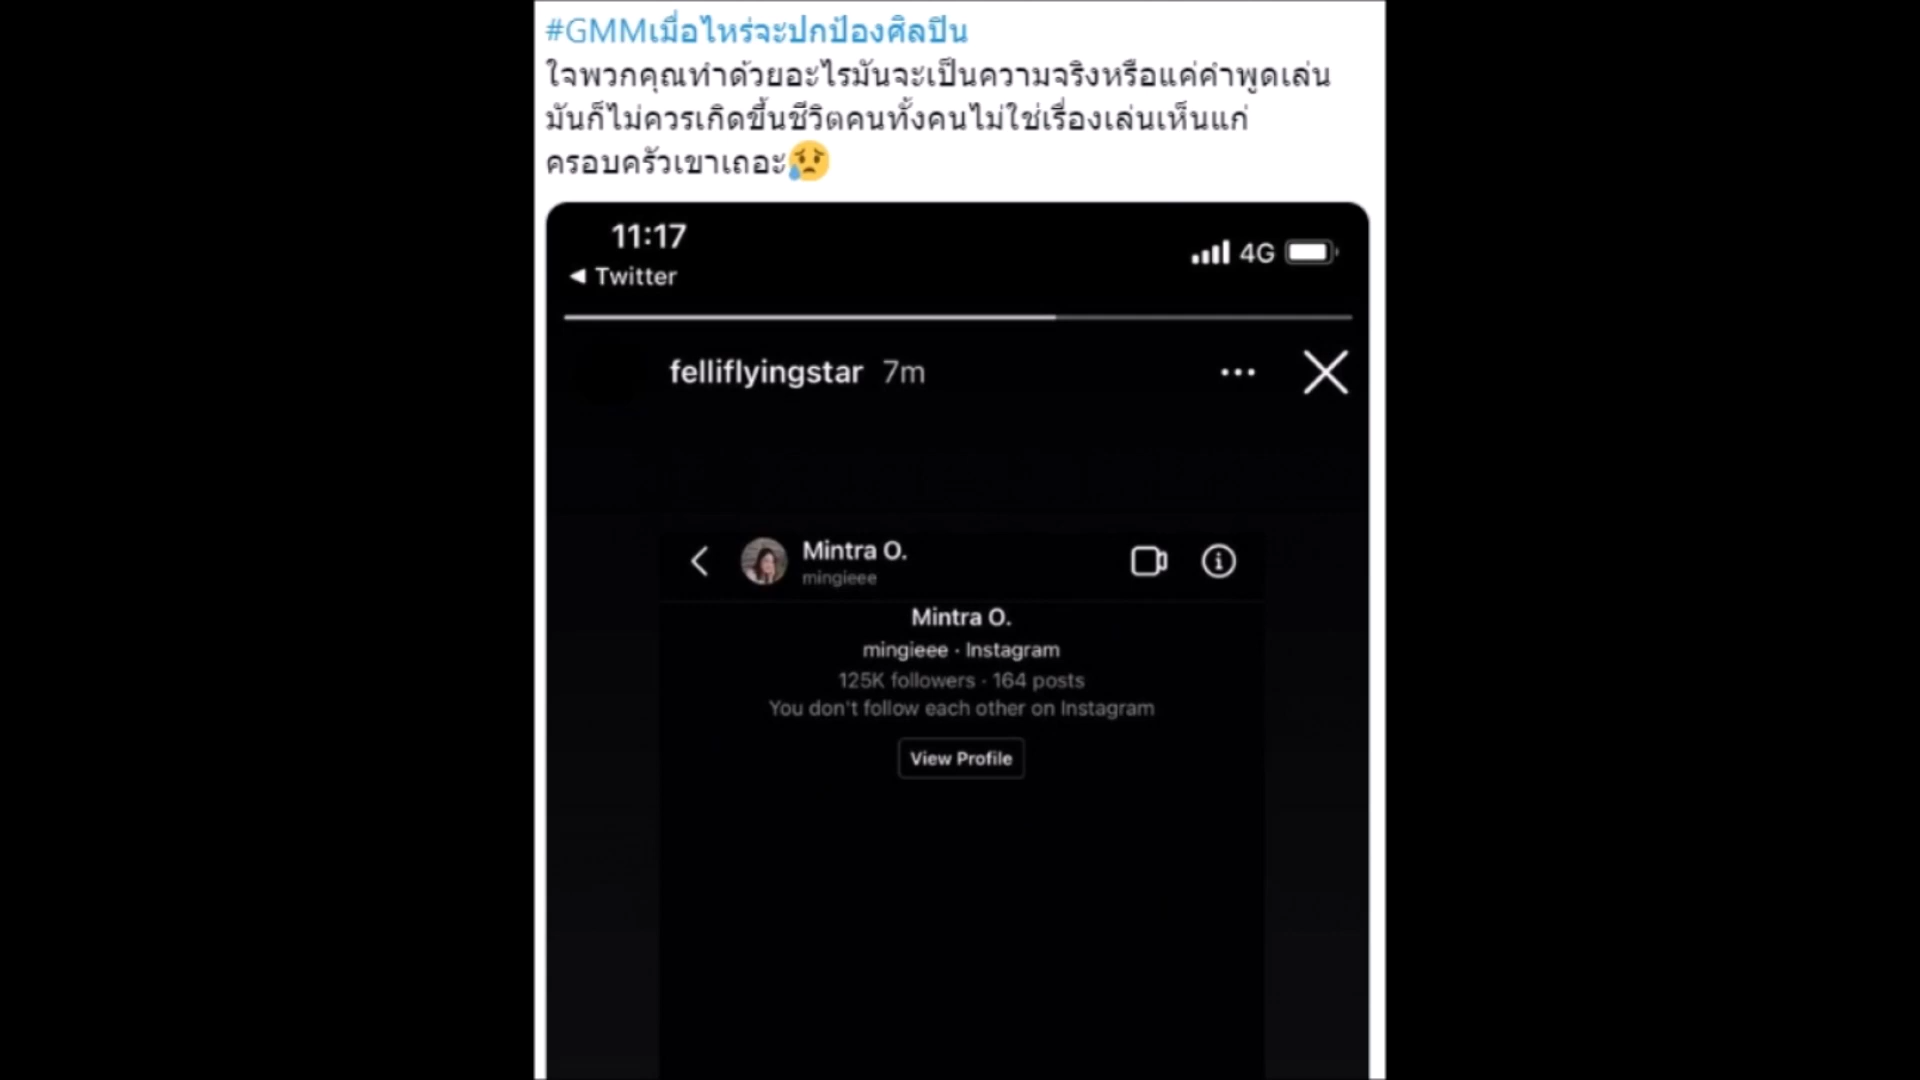 #GMMเมื่อไหร่จะปกป้องศิลปิน
ใจพวกคุณทำด้วยอะไรมันจะเป็นความจริงหรือแค่คำพูดเล่น
มันก็ไม่ควรเกิดขึ้นชีวิตคนทั้งคนไม่ใช่เรื่องเล่นเห็นแก่
ครอบครัวเขาเถอะ😥
11:17
4G
◀ Twitter
felliflyingstar 7m
Mintra O.
mingieee
Mintra O.
mingieee · Instagram
125K followers · 164 posts
You don't follow each other on Instagram
View Profile